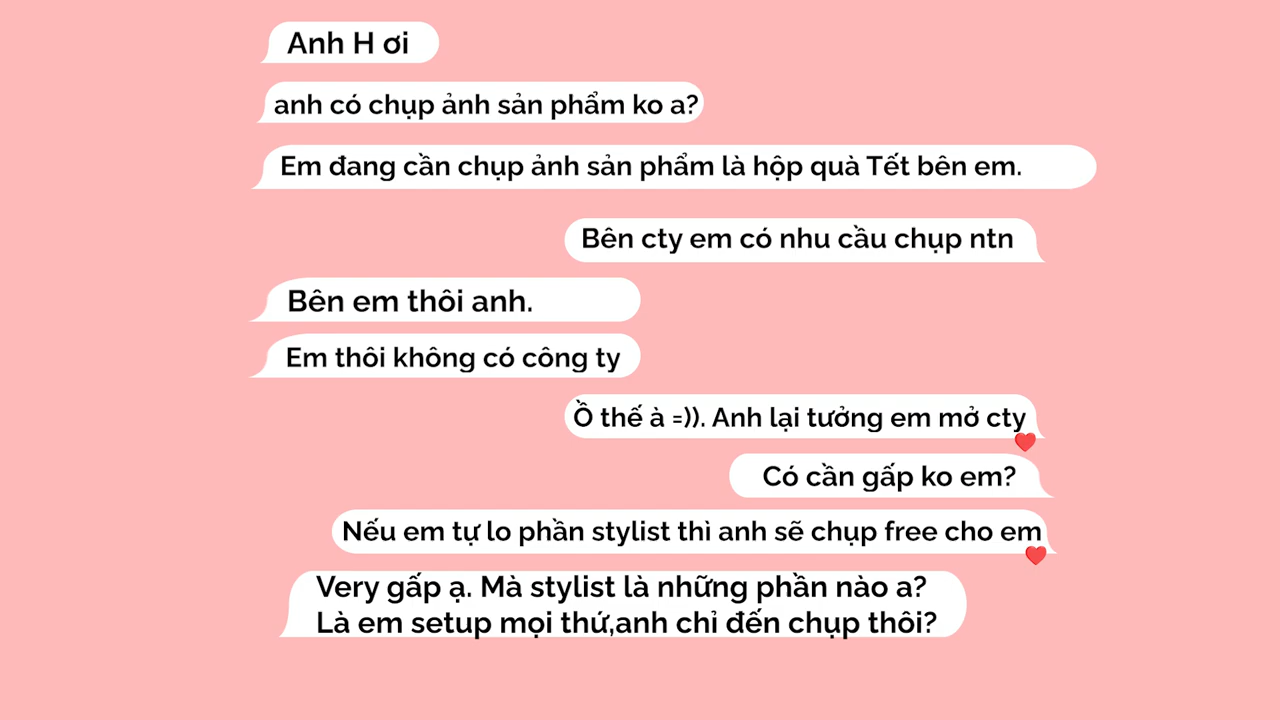 Anh H ơi
anh có chụp ảnh sản phẩm ko a?
Em đang cần chụp ảnh sản phẩm là hộp quà Tết bên em.
Bên cty em có nhu cầu chụp ntn
Bên em thôi anh.
Em thôi không có công ty
Ồ thế à =)). Anh lại tưởng em mở cty
Có cần gấp ko em?
Nếu em tự lo phần stylist thì anh sẽ chụp free cho em
Very gấp ạ. Mà stylist là những phần nào a?
Là em setup mọi thứ,anh chỉ đến chụp thôi?